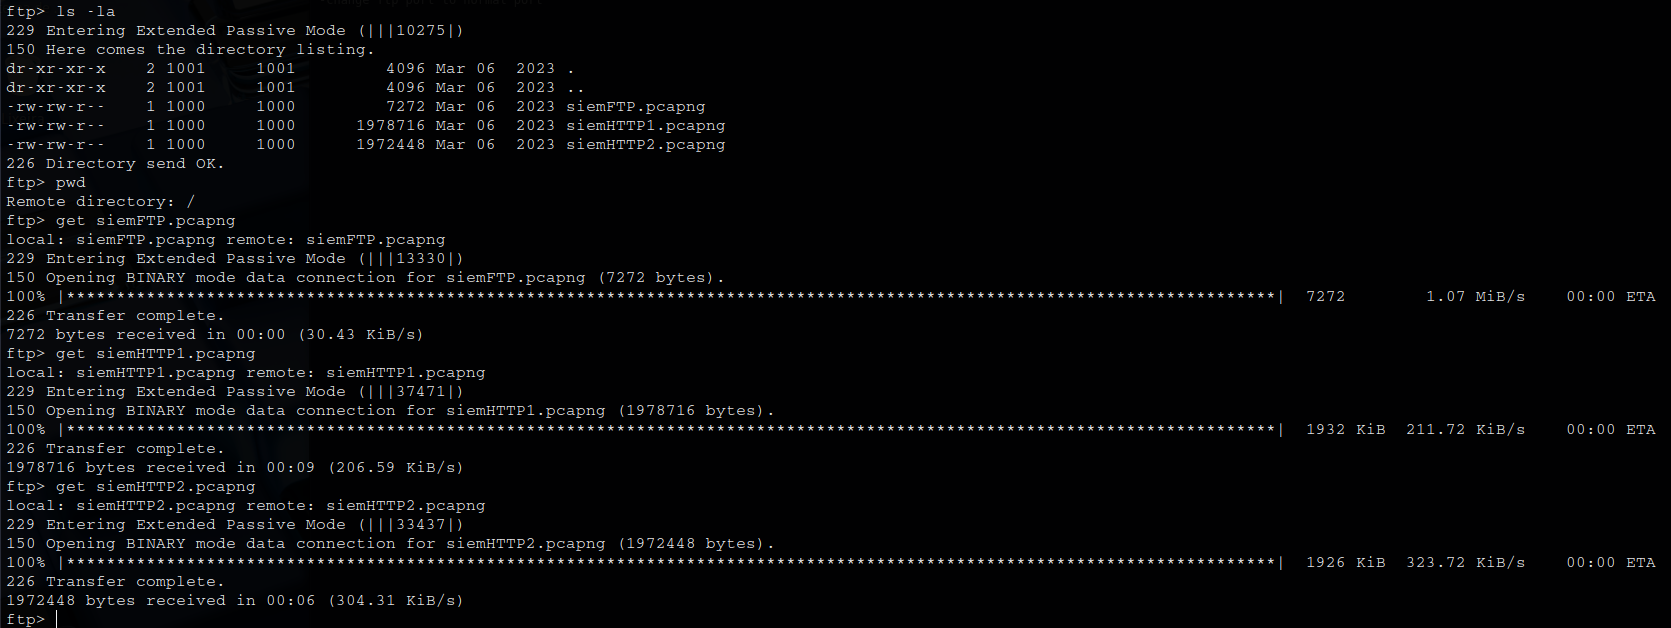 ftp> ls -la
229 Entering Extended Passive Mode (|||10275|)
150 Here comes the directory listing.
dr-xr-xr-x    2 1001     1001         4096 Mar 06  2023 .
dr-xr-xr-x    2 1001     1001         4096 Mar 06  2023 ..
-rw-rw-r--    1 1000     1000         7272 Mar 06  2023 siemFTP.pcapng
-rw-rw-r--    1 1000     1000      1978716 Mar 06  2023 siemHTTP1.pcapng
-rw-rw-r--    1 1000     1000      1972448 Mar 06  2023 siemHTTP2.pcapng
226 Directory send OK.
ftp> pwd
Remote directory: /
ftp> get siemFTP.pcapng
local: siemFTP.pcapng remote: siemFTP.pcapng
229 Entering Extended Passive Mode (|||13330|)
150 Opening BINARY mode data connection for siemFTP.pcapng (7272 bytes).
100% |*************************************************************************************************************************|  7272        1.07 MiB/s    00:00 ETA
226 Transfer complete.
7272 bytes received in 00:00 (30.43 KiB/s)
ftp> get siemHTTP1.pcapng
local: siemHTTP1.pcapng remote: siemHTTP1.pcapng
229 Entering Extended Passive Mode (|||37471|)
150 Opening BINARY mode data connection for siemHTTP1.pcapng (1978716 bytes).
100% |*************************************************************************************************************************|  1932 KiB  211.72 KiB/s    00:00 ETA
226 Transfer complete.
1978716 bytes received in 00:09 (206.59 KiB/s)
ftp> get siemHTTP2.pcapng
local: siemHTTP2.pcapng remote: siemHTTP2.pcapng
229 Entering Extended Passive Mode (|||33437|)
150 Opening BINARY mode data connection for siemHTTP2.pcapng (1972448 bytes).
100% |*************************************************************************************************************************|  1926 KiB  323.72 KiB/s    00:00 ETA
226 Transfer complete.
1972448 bytes received in 00:06 (304.31 KiB/s)
ftp>